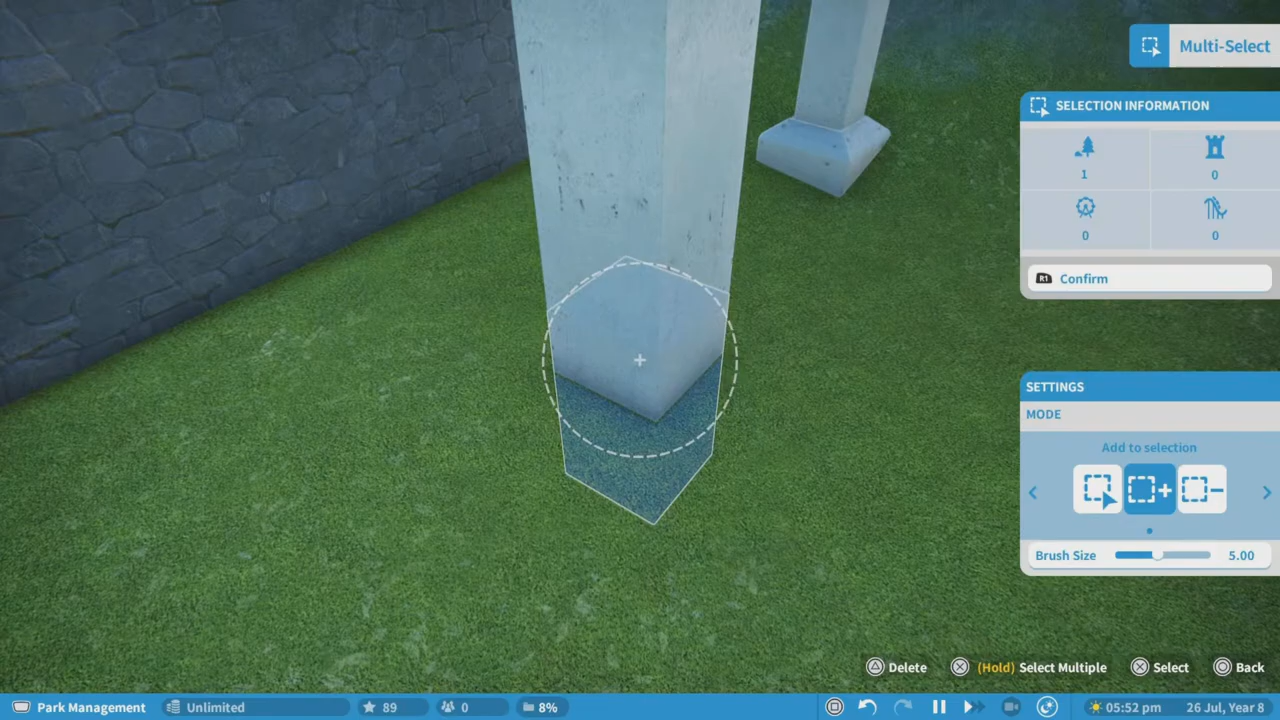 Multi-Select
SELECTION INFORMATION
1
0
0
0
R1 Confirm
SETTINGS
MODE
Add to selection
Brush Size 5.00
Delete (Hold) Select Multiple Select Back
Park Management Unlimited 89 0 8% 05:52 pm 26 Jul, Year 8